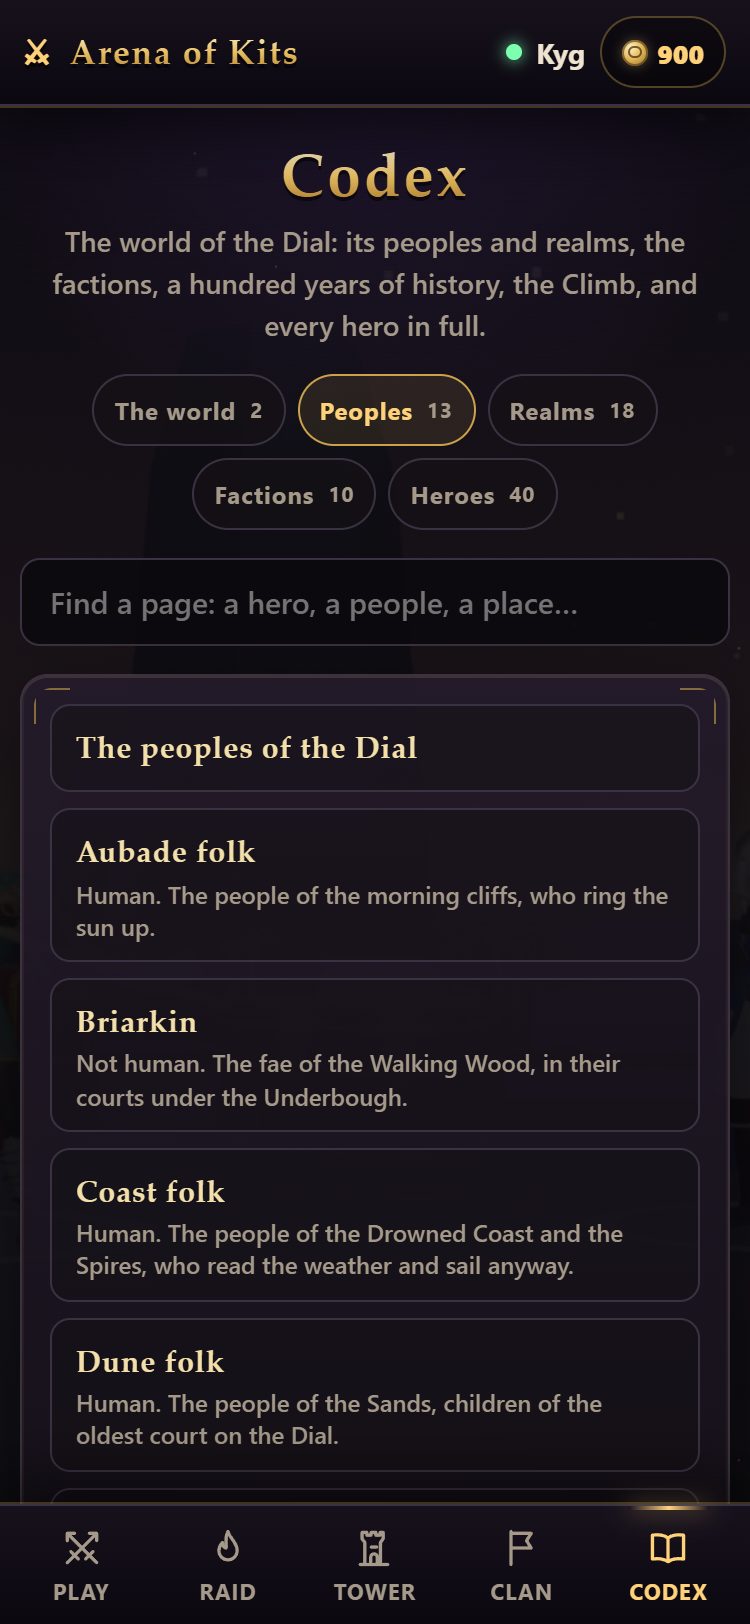 Arena of Kits
Kyg
900
Codex
The world of the Dial: its peoples and realms, the
factions, a hundred years of history, the Climb, and
every hero in full.
The world 2
Peoples 13
Realms 18
Factions 10
Heroes 40
Find a page: a hero, a people, a place...
The peoples of the Dial
Aubade folk
Human. The people of the morning cliffs, who ring the
sun up.
Briarkin
Not human. The fae of the Walking Wood, in their
courts under the Underbough.
Coast folk
Human. The people of the Drowned Coast and the
Spires, who read the weather and sail anyway.
Dune folk
Human. The people of the Sands, children of the
oldest court on the Dial.
PLAY
RAID
TOWER
CLAN
CODEX